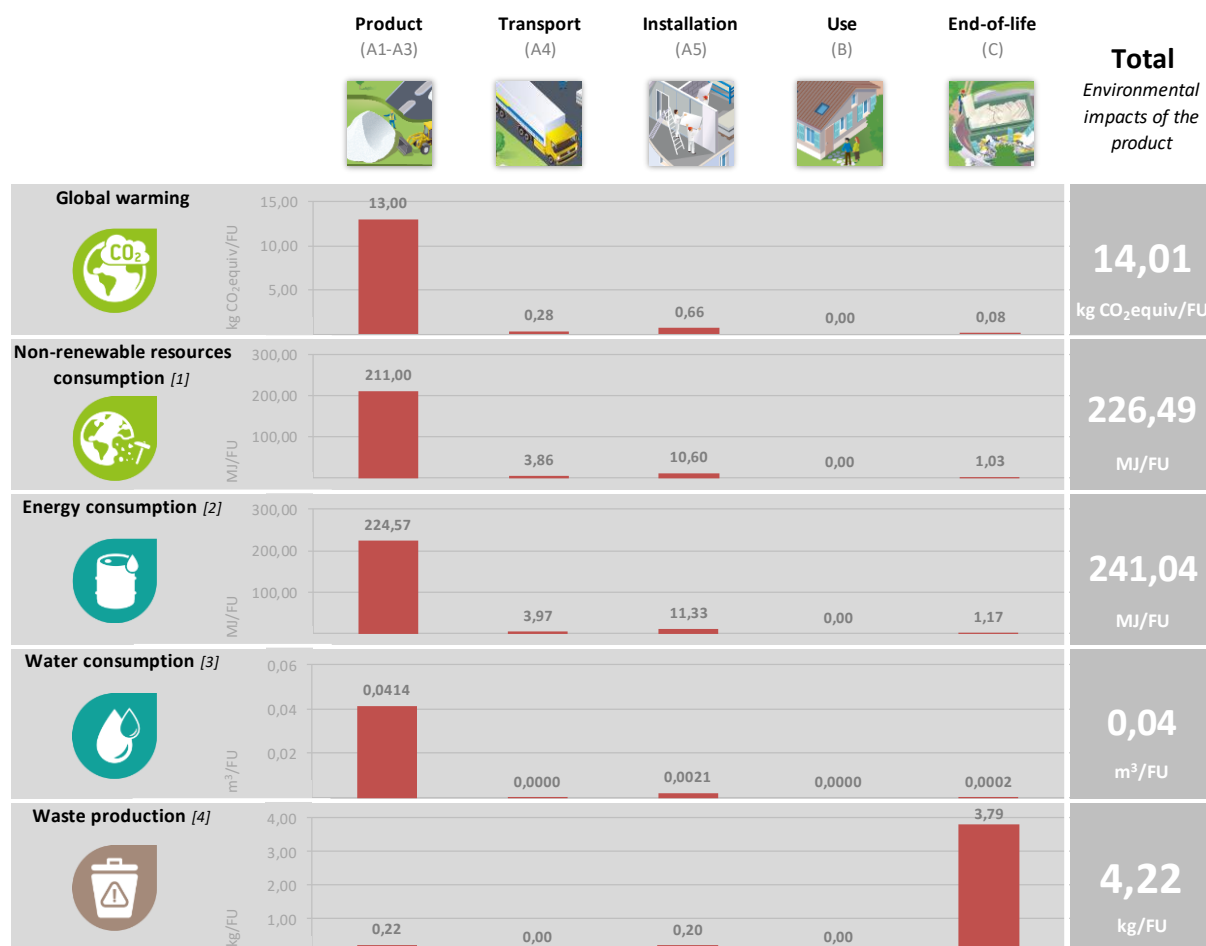 Product
(A1-A3)
Transport
(A4)
Installation
(A5)
Use
(B)
End-of-life
(C)
Total
Environmental
impacts of the
product
Global warming
CO2
kg CO2equiv/FU
15,00
10,00
5,00
13,00
0,28
0,66
0,00
0,08
14,01
kg CO2equiv/FU
Non-renewable resources
consumption [1]
MJ/FU
300,00
200,00
100,00
211,00
3,86
10,60
0,00
1,03
226,49
MJ/FU
Energy consumption [2]
MJ/FU
300,00
200,00
100,00
224,57
3,97
11,33
0,00
1,17
241,04
MJ/FU
Water consumption [3]
m³/FU
0,06
0,04
0,02
0,0414
0,0000
0,0021
0,0000
0,0002
0,04
m³/FU
Waste production [4]
kg/FU
4,00
3,00
2,00
1,00
0,22
0,00
0,20
0,00
3,79
4,22
kg/FU